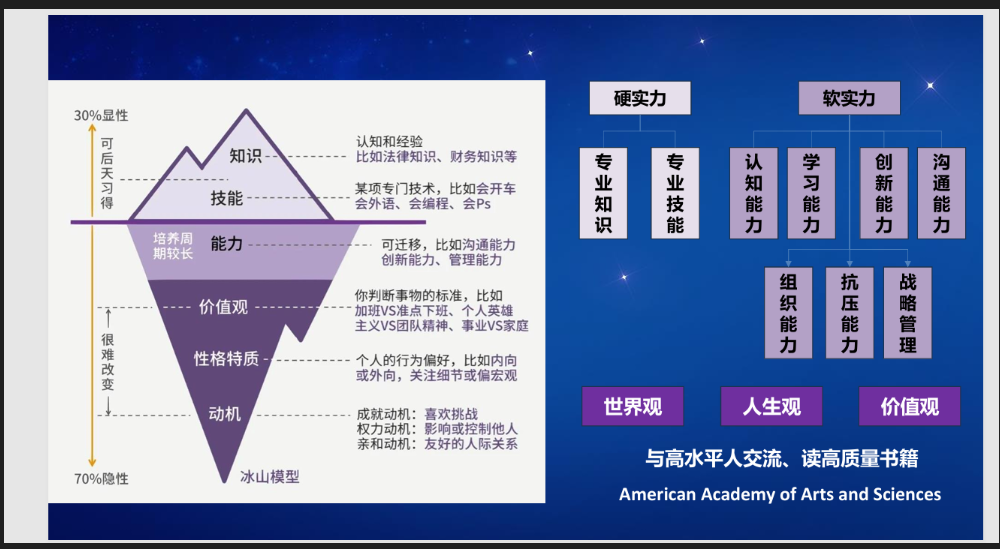 30%显性
可后天习得
知识
认知和经验
比如法律知识、财务知识等
技能
某项专门技术，比如会开车
会外语、会编程、会Ps
培养周
期较长
能力
可迁移，比如沟通能力
创新能力、管理能力
价值观
你判断事物的标准，比如
加班VS准点下班、个人英雄
主义VS团队精神、事业VS家庭
很难改变
性格特质
个人的行为偏好，比如内向
或外向，关注细节或偏宏观
动机
成就动机：喜欢挑战
权力动机：影响或控制他人
亲和动机：友好的人际关系
70%隐性
冰山模型
硬实力
软实力
专业知识
专业技能
认知能力
学习能力
创新能力
沟通能力
组织能力
抗压能力
战略管理
世界观
人生观
价值观
与高水平人交流、读高质量书籍
American Academy of Arts and Sciences